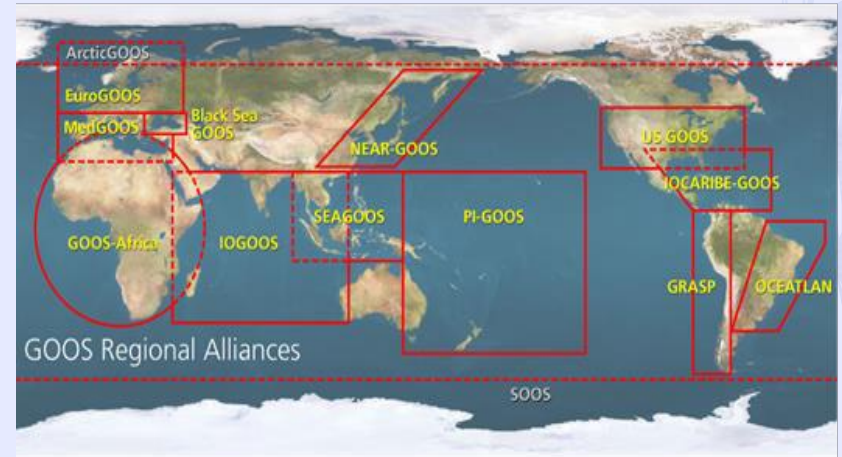 ArcticGOOS
EuroGOOS
MedGOOS
Black Sea
GOOS
NEAR-GOOS
US GOOS
IOCARIBE-GOOS
GOOS-Africa
IOGOOS
SEAGOOS
PI-GOOS
GRASP
OCEATLAN
GOOS Regional Alliances
SOOS